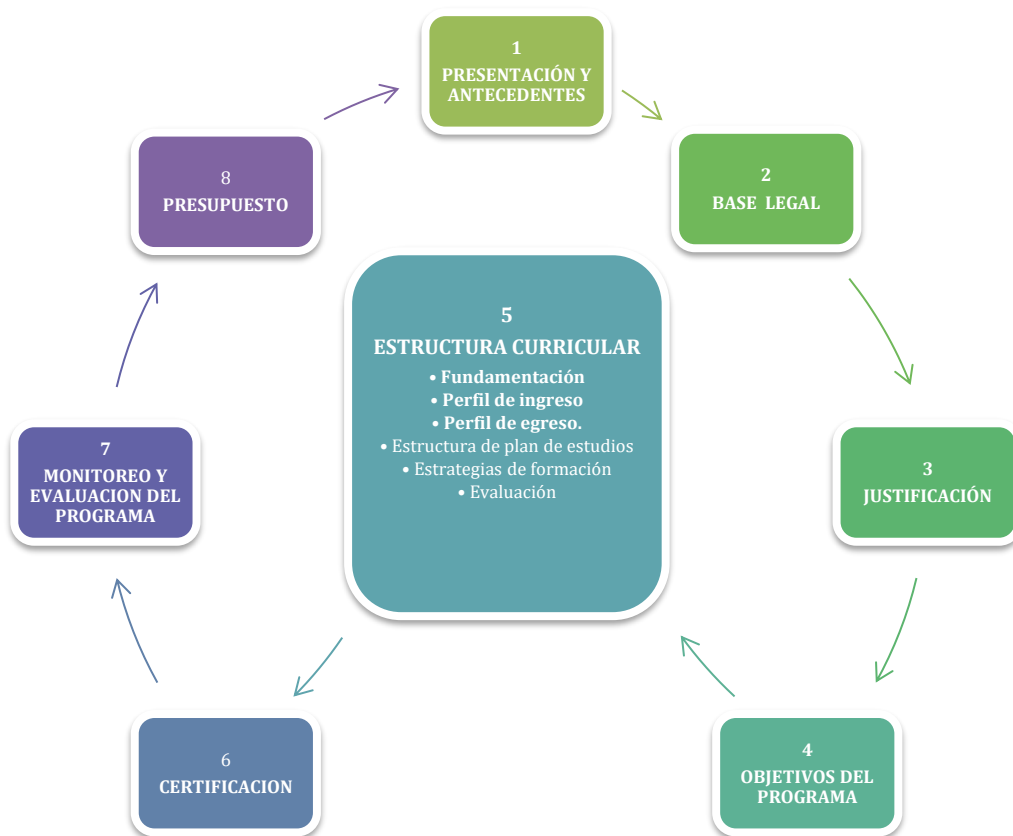 1
PRESENTACIÓN Y
ANTECEDENTES
2
BASE LEGAL
3
JUSTIFICACIÓN
4
OBJETIVOS DEL
PROGRAMA
5
ESTRUCTURA CURRICULAR
• Fundamentación
• Perfil de ingreso
• Perfil de egreso.
• Estructura de plan de estudios
• Estrategias de formación
• Evaluación
6
CERTIFICACION
7
MONITOREO Y
EVALUACION DEL
PROGRAMA
8
PRESUPUESTO